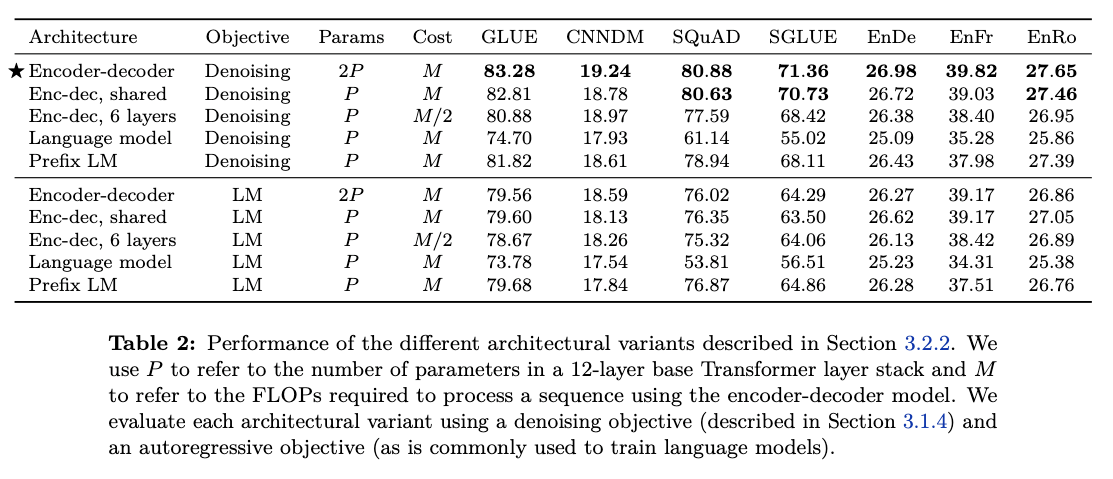 Architecture Objective Params Cost GLUE CNNDM SQuAD SGLUE EnDe EnFr EnRo
★ Encoder-decoder Denoising 2P M 83.28 19.24 80.88 71.36 26.98 39.82 27.65
Enc-dec, shared Denoising P M 82.81 18.78 80.63 70.73 26.72 39.03 27.46
Enc-dec, 6 layers Denoising P M/2 80.88 18.97 77.59 68.42 26.38 38.40 26.95
Language model Denoising P M 74.70 17.93 61.14 55.02 25.09 35.28 25.86
Prefix LM Denoising P M 81.82 18.61 78.94 68.11 26.43 37.98 27.39
Encoder-decoder LM 2P M 79.56 18.59 76.02 64.29 26.27 39.17 26.86
Enc-dec, shared LM P M 79.60 18.13 76.35 63.50 26.62 39.17 27.05
Enc-dec, 6 layers LM P M/2 78.67 18.26 75.32 64.06 26.13 38.42 26.89
Language model LM P M 73.78 17.54 53.81 56.51 25.23 34.31 25.38
Prefix LM LM P M 79.68 17.84 76.87 64.86 26.28 37.51 26.76
Table 2: Performance of the different architectural variants described in Section 3.2.2. We
use P to refer to the number of parameters in a 12-layer base Transformer layer stack and M
to refer to the FLOPs required to process a sequence using the encoder-decoder model. We
evaluate each architectural variant using a denoising objective (described in Section 3.1.4) and
an autoregressive objective (as is commonly used to train language models).